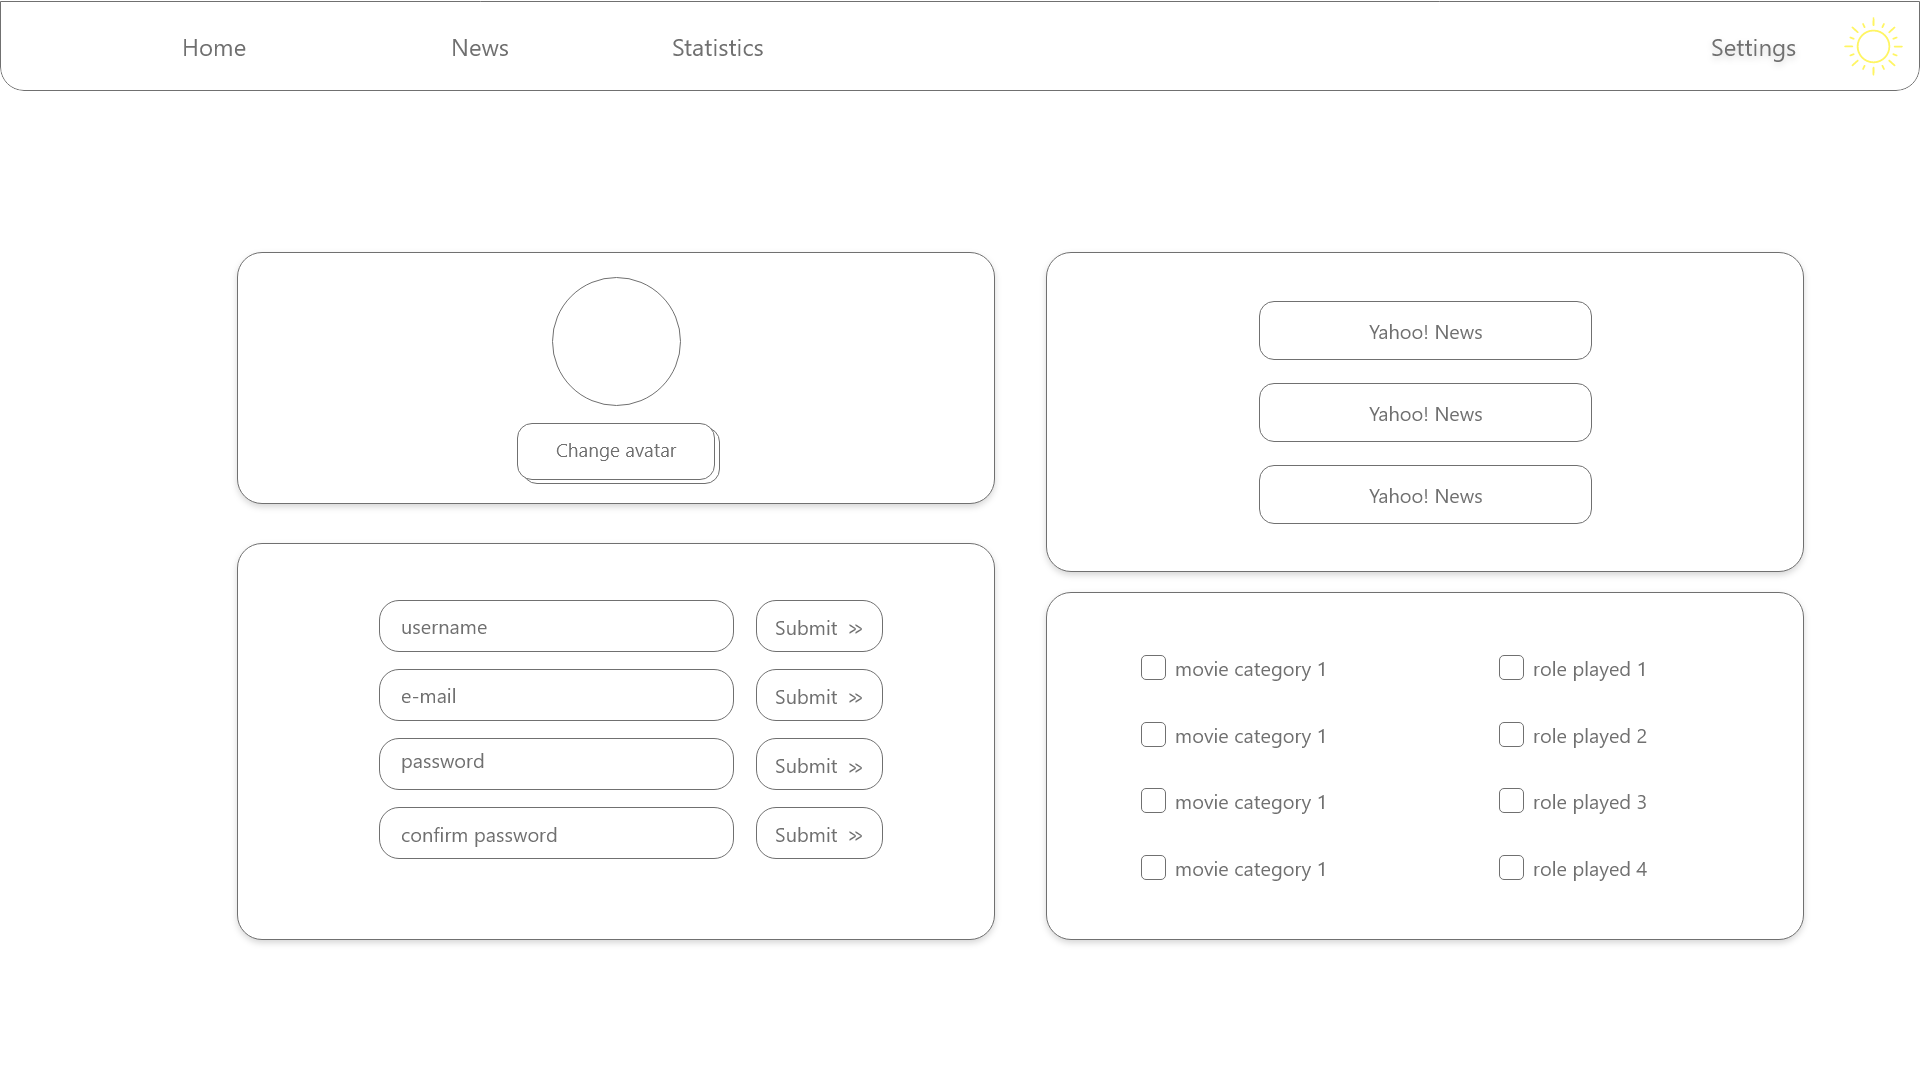 Home
News
Statistics
Settings
Change avatar
username
Submit »
e-mail
Submit »
password
Submit »
confirm password
Submit »
Yahoo! News
Yahoo! News
Yahoo! News
movie category 1
role played 1
movie category 1
role played 2
movie category 1
role played 3
movie category 1
role played 4